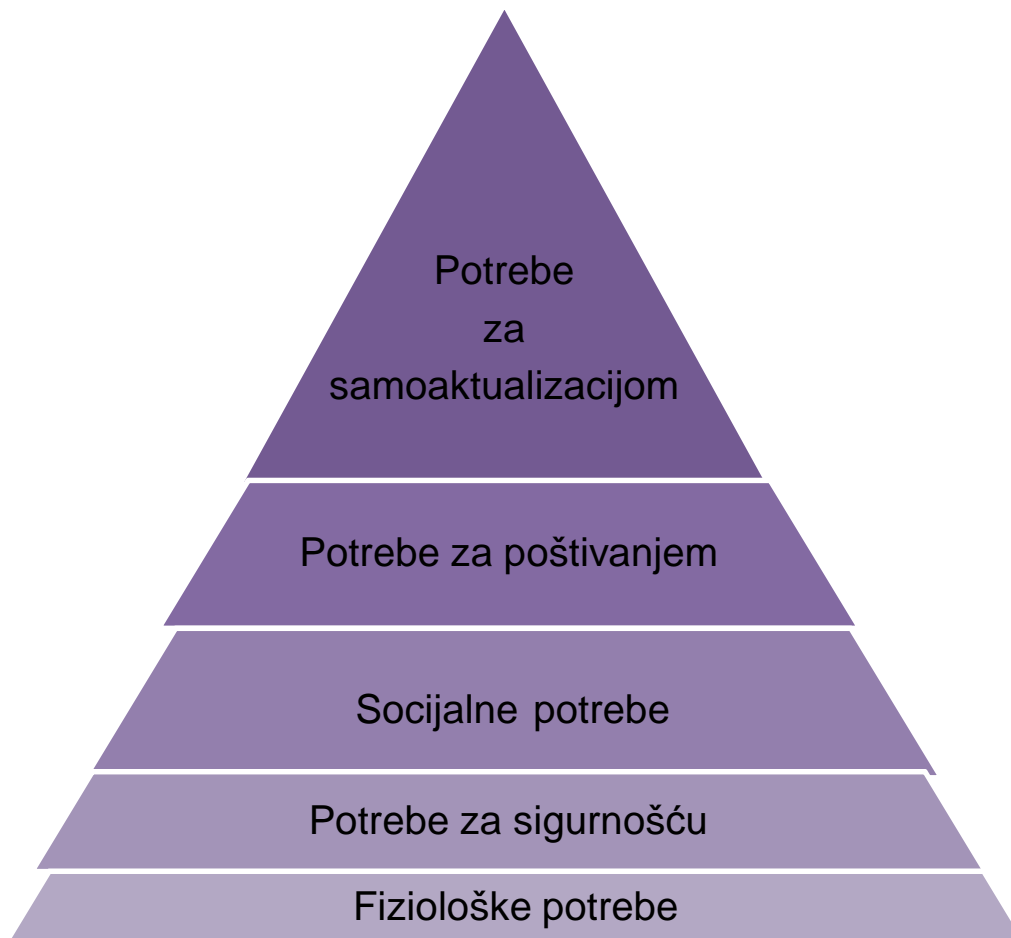 Potrebe
za
samoaktualizacijom
Potrebe za poštivanjem
Socijalne potrebe
Potrebe za sigurnošću
Fiziološke potrebe